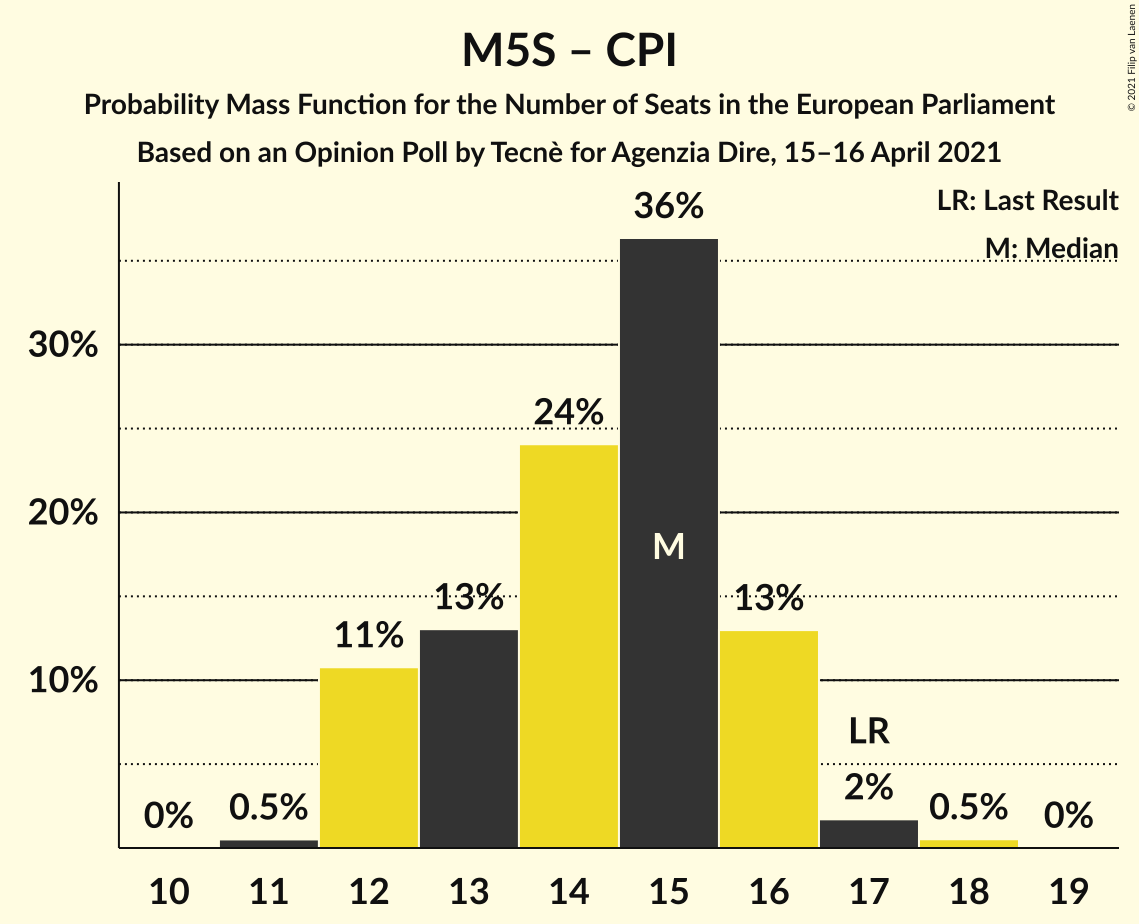 M5S – CPI
Probability Mass Function for the Number of Seats in the European Parliament
Based on an Opinion Poll by Tecnè for Agenzia Dire, 15–16 April 2021
© 2021 Filip van Laenen
LR: Last Result
M: Median
36%
30%
24%
20%
M
13%
13%
11%
10%
LR
2%
0%
0.5%
0.5%
0%
10 11 12 13 14 15 16 17 18 19